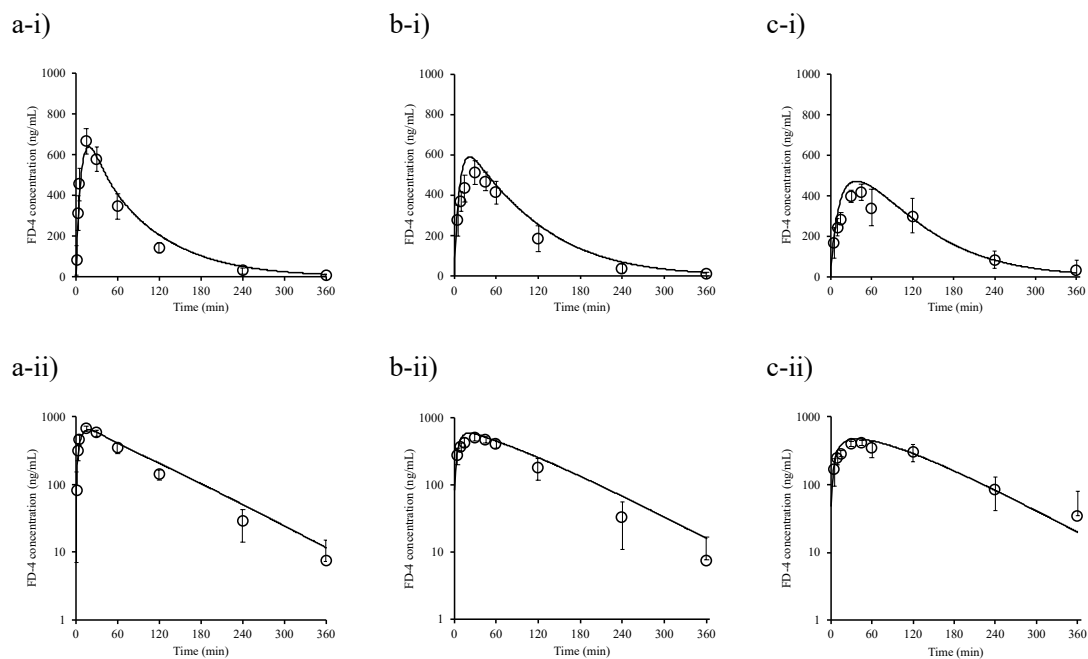 a-i)
b-i)
c-i)
FD-4 concentration (ng/mL)
1000
800
600
400
200
0
0 60 120 180 240 300 360
Time (min)
FD-4 concentration (ng/mL)
1000
800
600
400
200
0
0 60 120 180 240 300 360
Time (min)
FD-4 concentration (ng/mL)
1000
800
600
400
200
0
0 60 120 180 240 300 360
Time (min)
a-ii)
b-ii)
c-ii)
FD-4 concentration (ng/mL)
1000
100
10
1
0 60 120 180 240 300 360
Time (min)
FD-4 concentration (ng/mL)
1000
100
10
1
0 60 120 180 240 300 360
Time (min)
FD-4 concentration (ng/mL)
1000
100
10
1
0 60 120 180 240 300 360
Time (min)